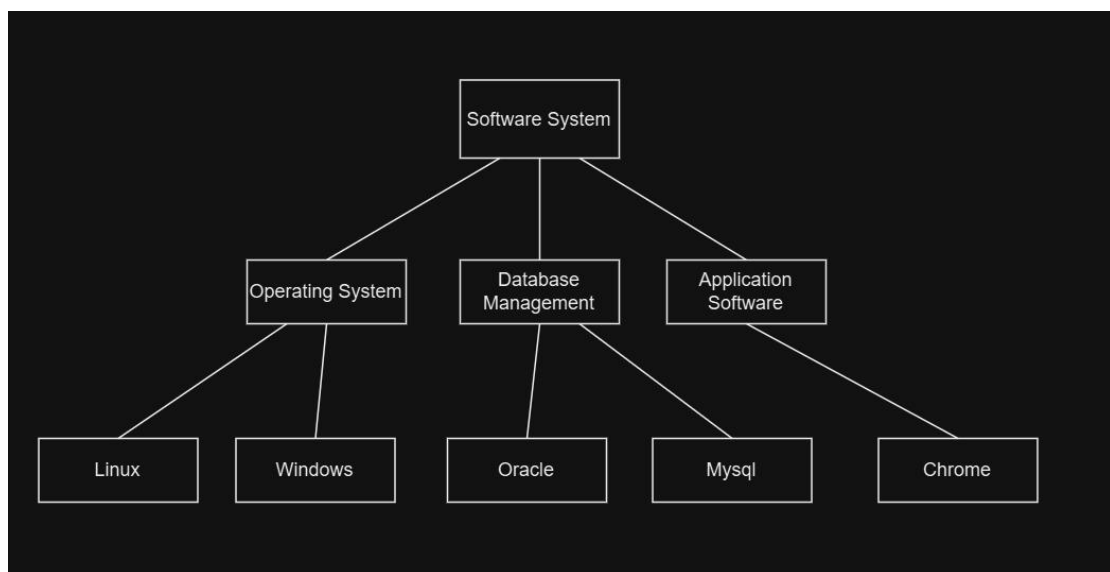 Software System
Operating System
Database
Management
Application
Software
Linux
Windows
Oracle
Mysql
Chrome